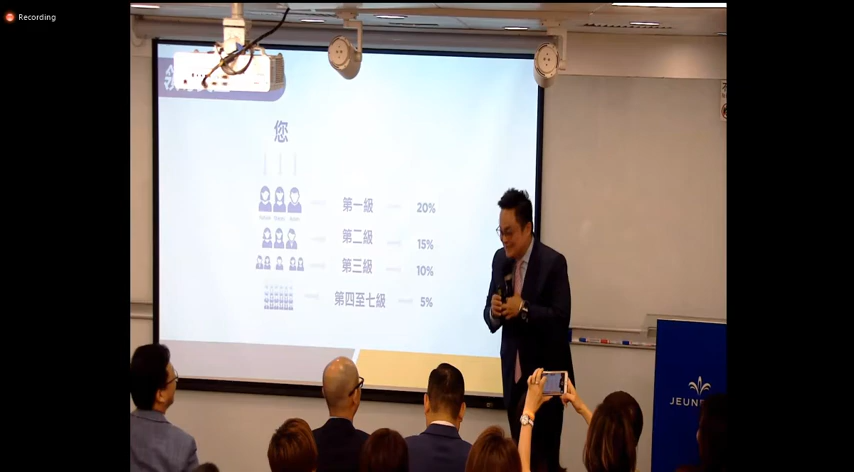 Recording
您
第一級 20%
第二級 15%
第三級 10%
第四至七級 5%
JEUNE